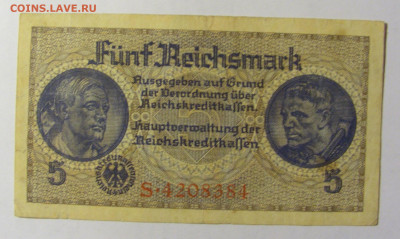 COINS.LAVE.RU
Fünf Reichsmark
Ausgegeben auf Grund
der Verordnung über
Reichskreditkassen.
Hauptverwaltung der
Reichskreditkassen
5
5
S·4208384